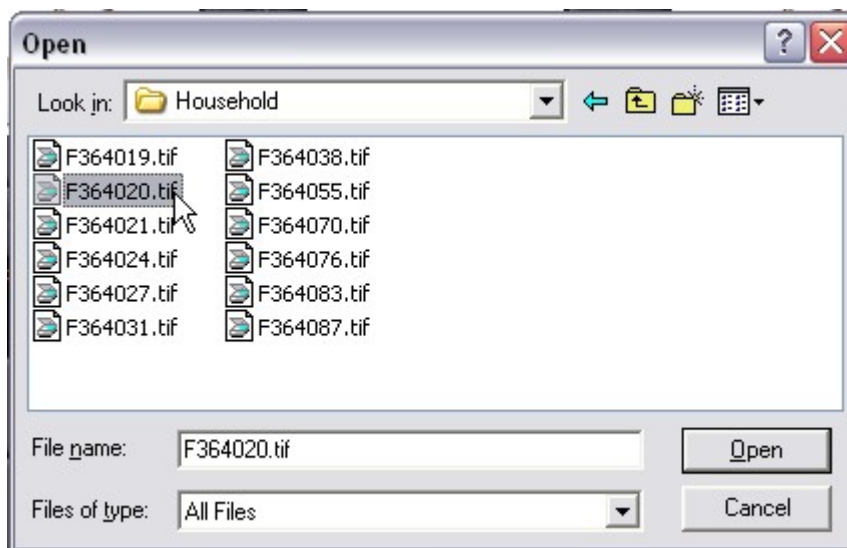 Open
Look in: Household
F364019.tif F364038.tif
F364020.tif F364055.tif
F364021.tif F364070.tif
F364024.tif F364076.tif
F364027.tif F364083.tif
F364031.tif F364087.tif
File name: F364020.tif Open
Files of type: All Files Cancel